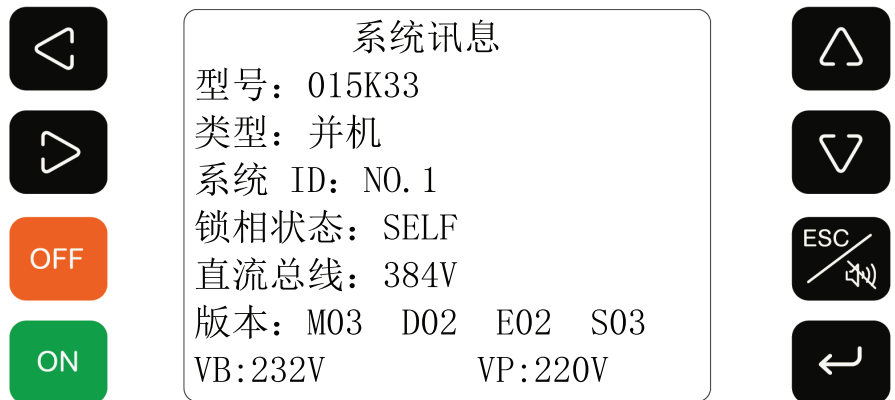 系统讯息
型号：015K33
类型：并机
系统 ID：NO.1
锁相状态：SELF
直流总线：384V
版本：M03 D02 E02 S03
VB:232V VP:220V
OFF
ON
ESC